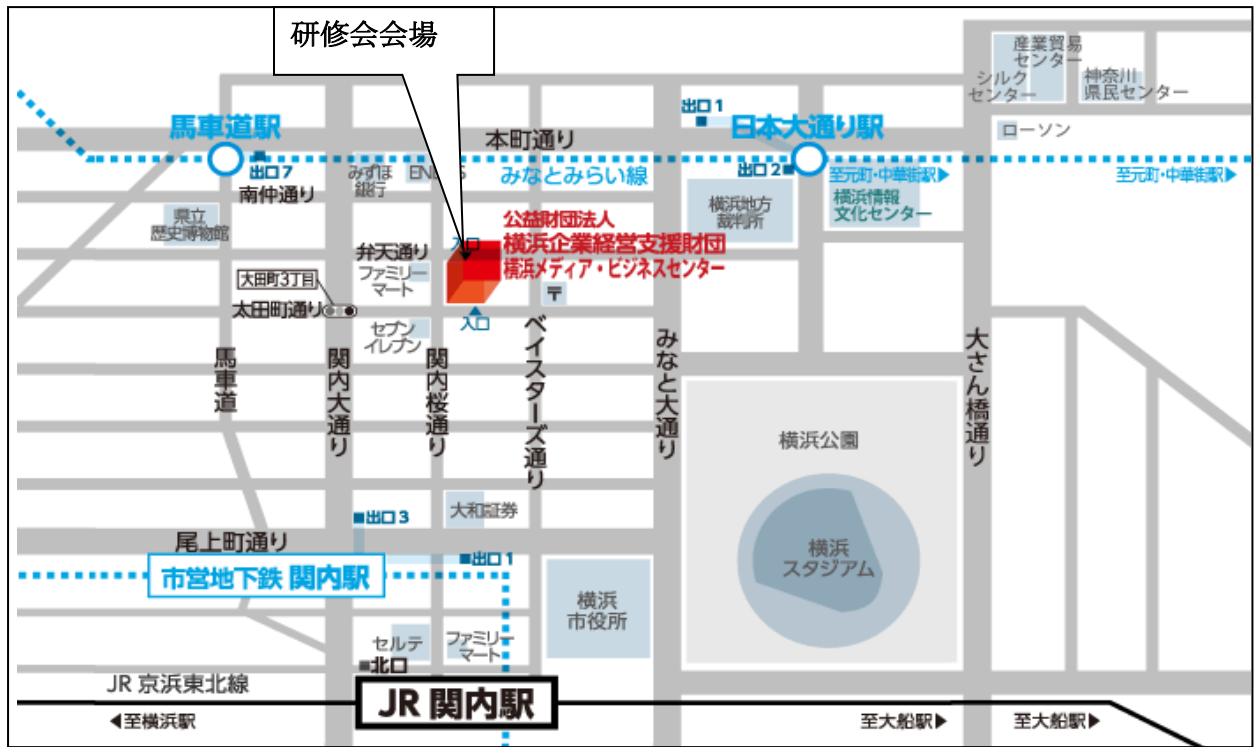 研修会会場
産業貿易
センター
シルク
センター
神奈川
県民センター
出口 1
馬車道駅
日本大通り駅
ローソン
本町通り
出口 7
みずほ
銀行
みなとみらい線
出口 2
至元町・中華街駅▶
至元町・中華街駅▶
南仲通り
横浜地方
裁判所
横浜情報
文化センター
県立
歴史博物館
公益財団法人
入口
横浜企業経営支援財団
横浜メディア・ビジネスセンター
弁天通り
ファミリー
マート
大田町3丁目
〒
太田町通り
入口
セブン
イレブン
馬車道
関内大通り
関内桜通り
ベイスターズ通り
みなと大通り
大さん橋通り
横浜公園
大和証券
出口 3
尾上町通り
出口 1
横浜
スタジアム
市営地下鉄 関内駅
横浜
市役所
セルテ
ファミリー
マート
北口
JR 京浜東北線
JR 関内駅
◀至横浜駅
至大船駅▶
至大船駅▶